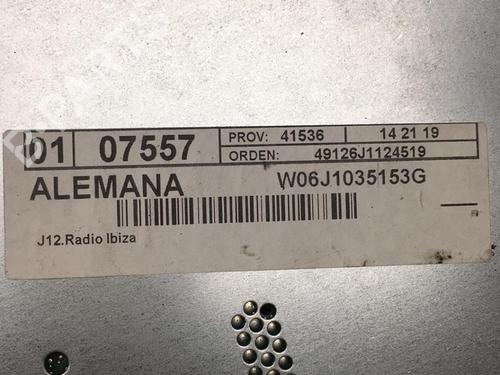 01 07557 PROV: 41536 14 21 19
ORDEN: 49126J1124519
ALEMANA W06J1035153G
J12.Radio Ibiza